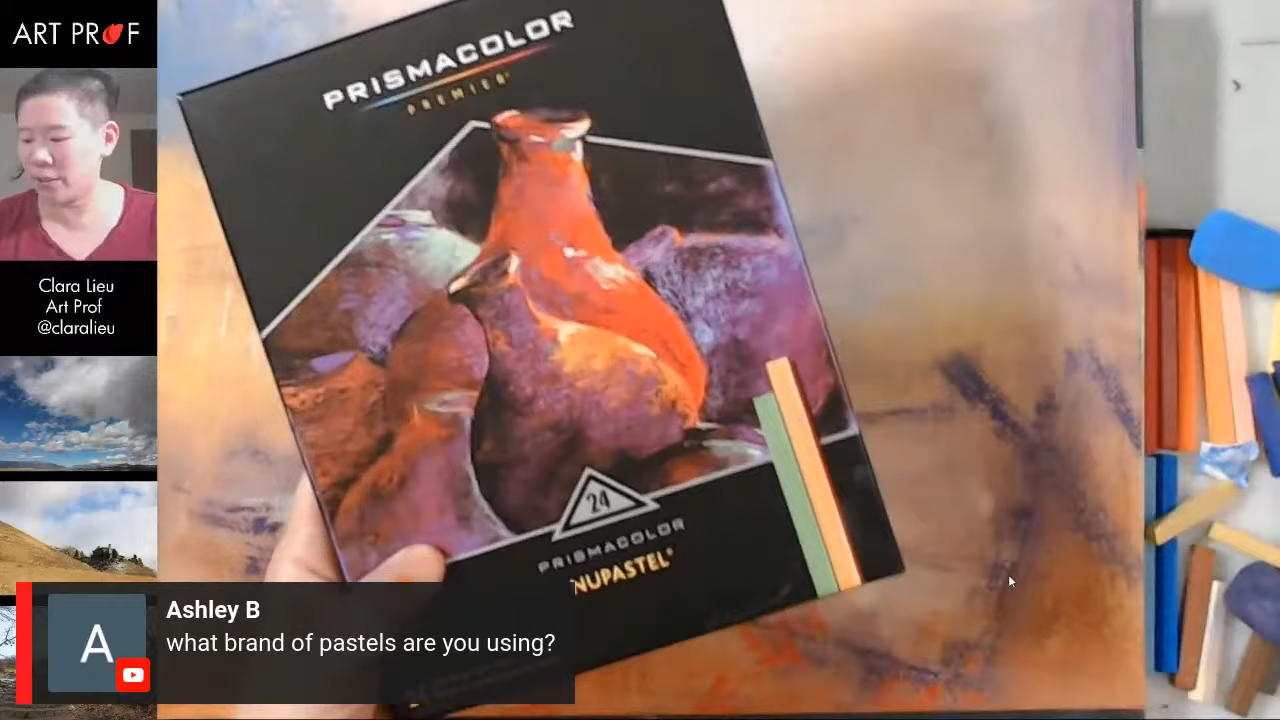 ART PROF
Clara Lieu
Art Prof
@claralieu
PRISMACOLOR
PREMIER
24
PRISMACOLOR
NUPASTEL®
A
Ashley B
what brand of pastels are you using?